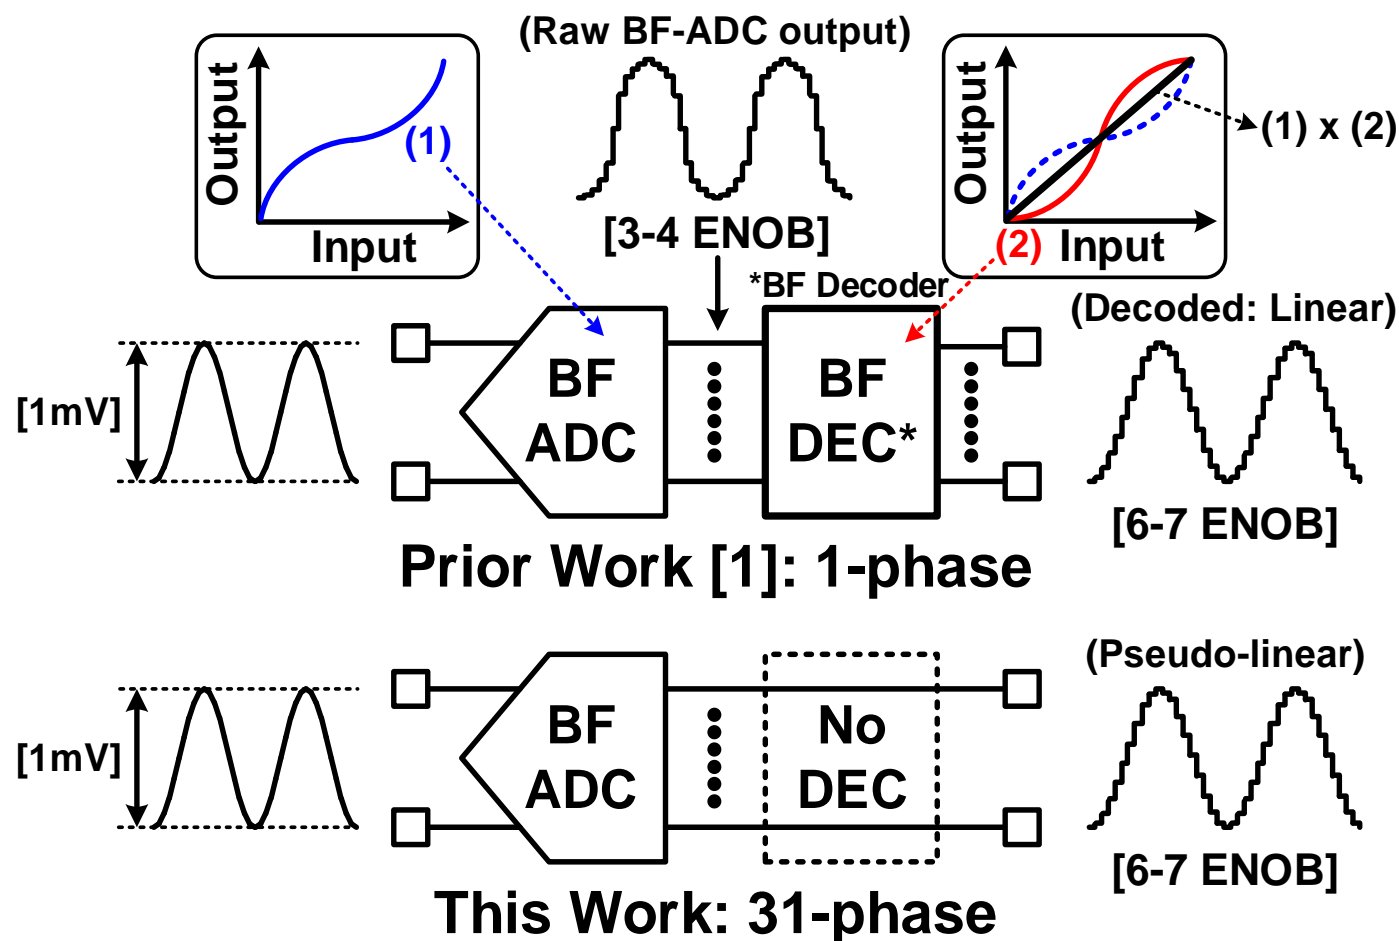 (Raw BF-ADC output)
Output
(1)
Input
[3-4 ENOB]
Output
(1) x (2)
(2)
Input
*BF Decoder
(Decoded: Linear)
[1mV]
BF
ADC
BF
DEC*
[6-7 ENOB]
Prior Work [1]: 1-phase
(Pseudo-linear)
[1mV]
BF
ADC
No
DEC
[6-7 ENOB]
This Work: 31-phase